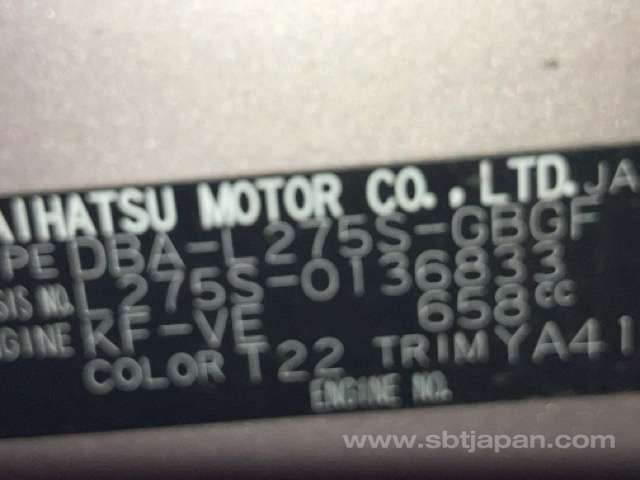 AIHATSU MOTOR CO., LTD. JA
PE DBA-L275S-GBGF
SIS NO. L275S-0136833
NGINE KF-VE 658cc
COLOR T22 TRIM YA41
ENGINE NO.
www.sbtjapan.com